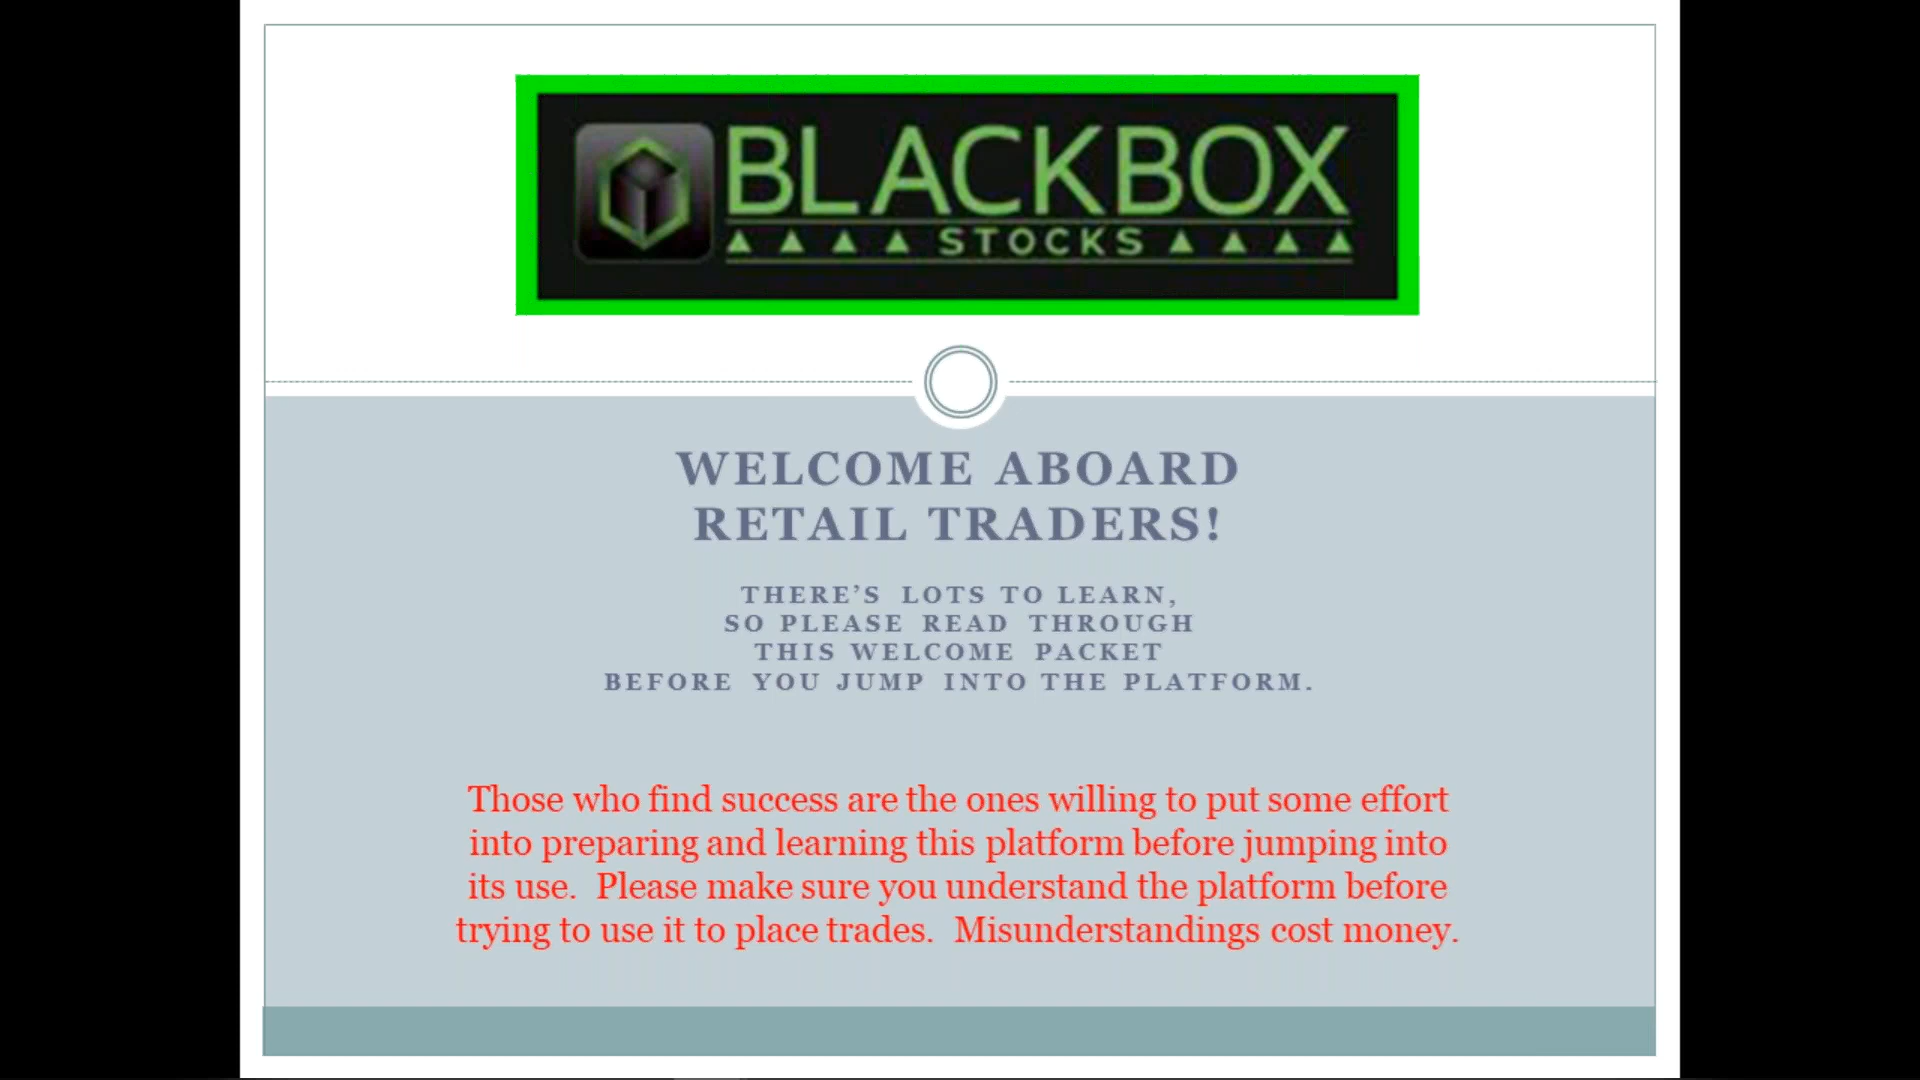 BLACKBOX
STOCKS
WELCOME ABOARD
RETAIL TRADERS!
THERE’S LOTS TO LEARN,
SO PLEASE READ THROUGH
THIS WELCOME PACKET
BEFORE YOU JUMP INTO THE PLATFORM.
Those who find success are the ones willing to put some effort
into preparing and learning this platform before jumping into
its use. Please make sure you understand the platform before
trying to use it to place trades. Misunderstandings cost money.